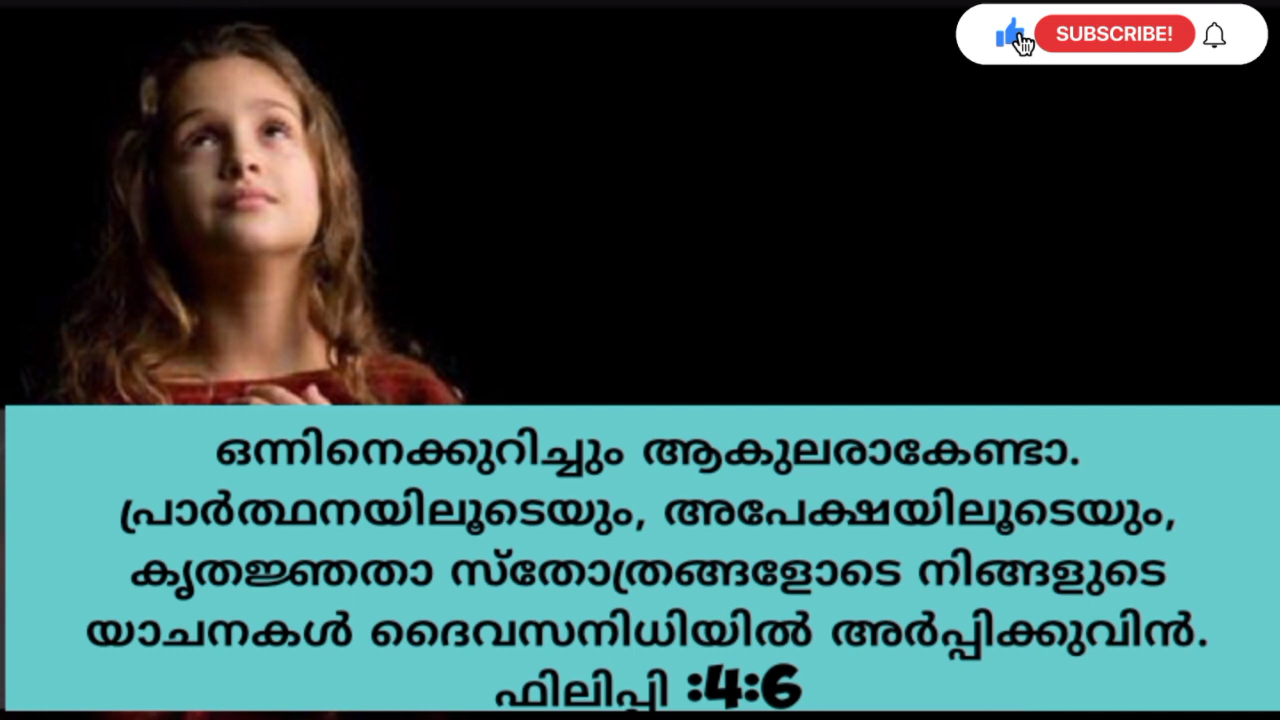 SUBSCRIBE!
ഒന്നിനെക്കുറിച്ചും ആകുലരാകേണ്ടാ.
പ്രാർത്ഥനയിലൂടെയും, അപേക്ഷയിലൂടെയും,
കൃതജ്ഞതാ സ്തോത്രങ്ങളോടെ നിങ്ങളുടെ
യാചനകൾ ദൈവസനിധിയിൽ അർപ്പിക്കുവിൻ.
ഫിലിപ്പി :4:6